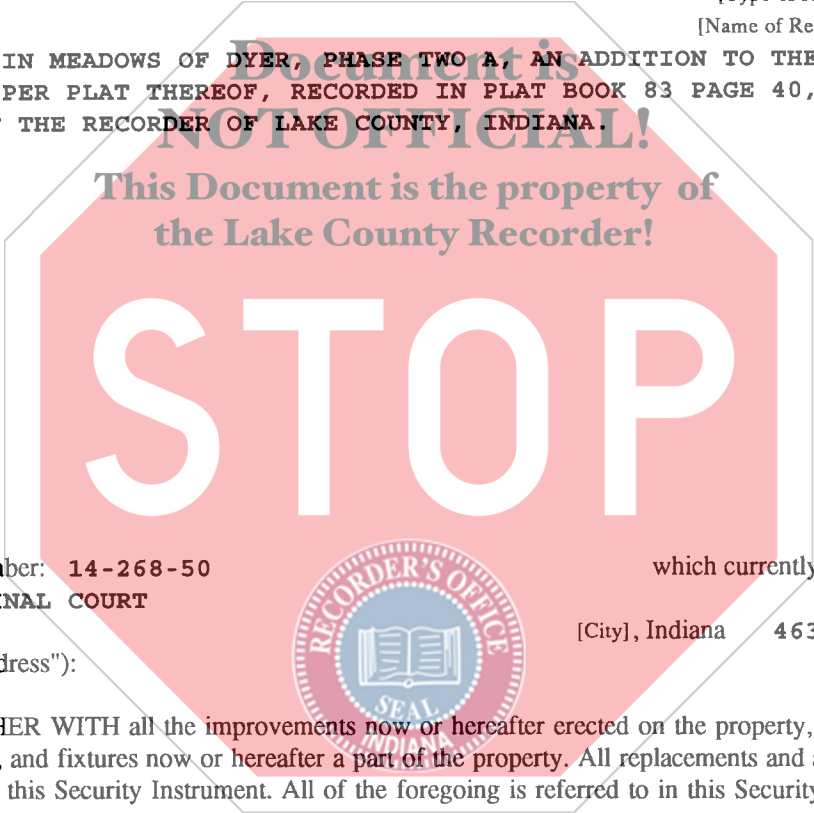 [Name of Re
IN MEADOWS OF DYER, PHASE TWO A, AN ADDITION TO THE
PER PLAT THEREOF, RECORDED IN PLAT BOOK 83 PAGE 40,
THE RECORDER OF LAKE COUNTY, INDIANA.
Document is
NOT OFFICIAL!
This Document is the property of
the Lake County Recorder!
STOP
ber: 14-268-50 which currently
NAL COURT
[City], Indiana 463
dress"):
RECORDER'S OFFICE
SEAL
INDIANA
HER WITH all the improvements now or hereafter erected on the property,
, and fixtures now or hereafter a part of the property. All replacements and a
this Security Instrument. All of the foregoing is referred to in this Security